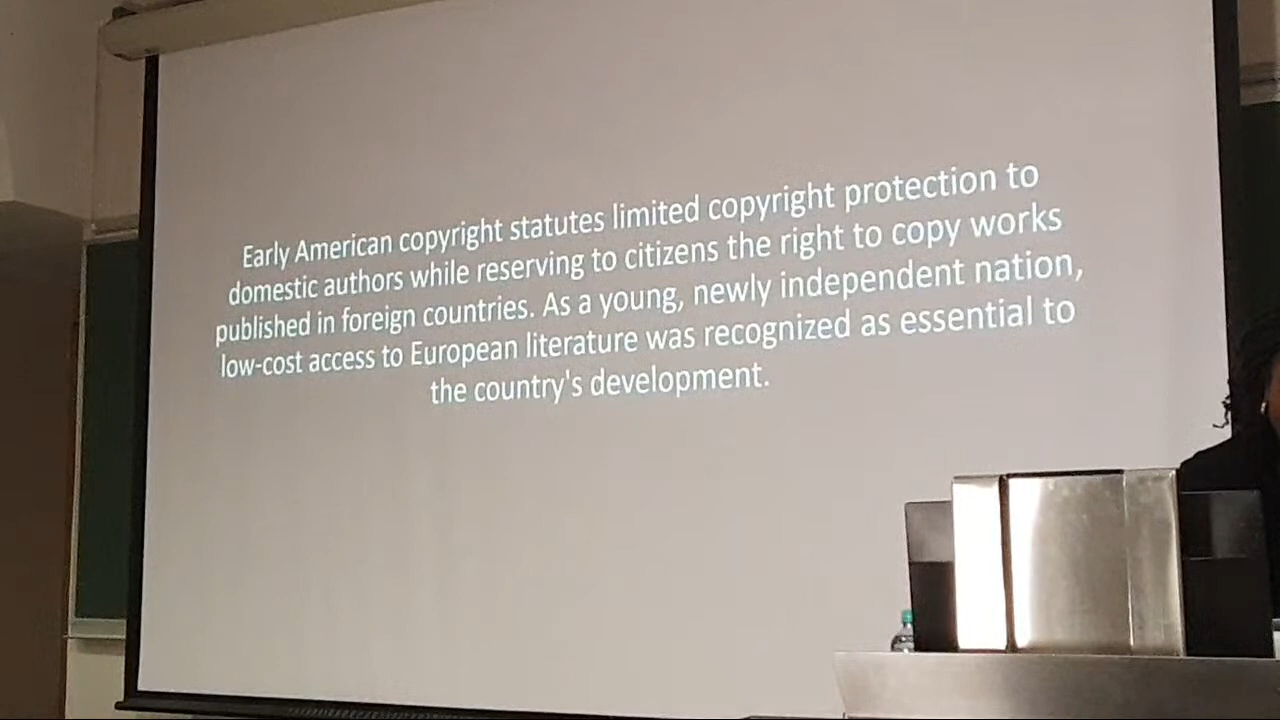 Early American copyright statutes limited copyright protection to
domestic authors while reserving to citizens the right to copy works
published in foreign countries. As a young, newly independent nation,
low-cost access to European literature was recognized as essential to
the country's development.